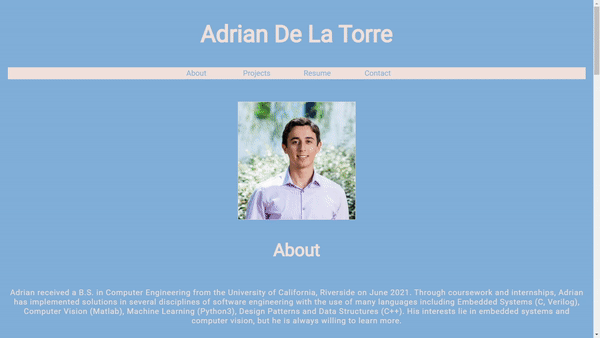 Adrian De La Torre
About Projects Resume Contact
About
Adrian received a B.S. in Computer Engineering from the University of California, Riverside on June 2021. Through coursework and internships, Adrian
has implemented solutions in several disciplines of software engineering with the use of many languages including Embedded Systems (C, Verilog),
Computer Vision (Matlab), Machine Learning (Python3), Design Patterns and Data Structures (C++). His interests lie in embedded systems and
computer vision, but he is always willing to learn more.